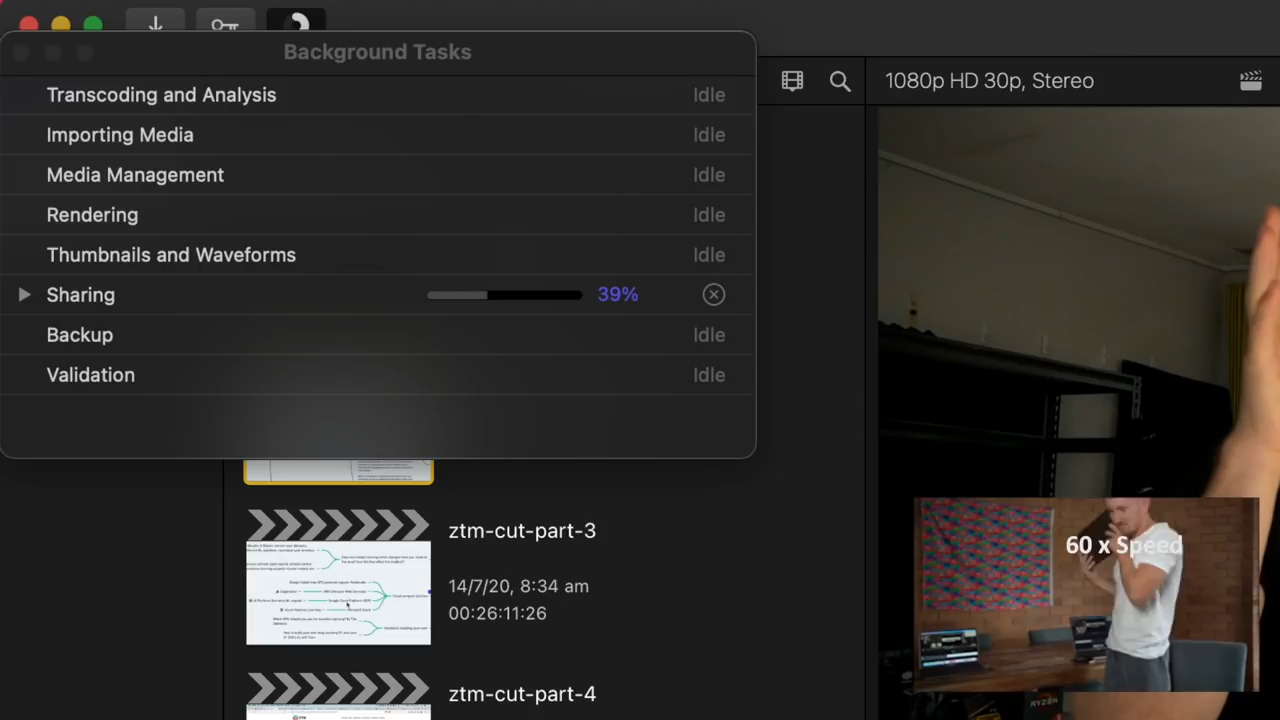 Background Tasks
Transcoding and Analysis Idle
Importing Media Idle
Media Management Idle
Rendering Idle
Thumbnails and Waveforms Idle
Sharing 39%
Backup Idle
Validation Idle
1080p HD 30p, Stereo
ztm-cut-part-3
14/7/20, 8:34 am
00:26:11:26
ztm-cut-part-4
60 x Speed
RYZEN